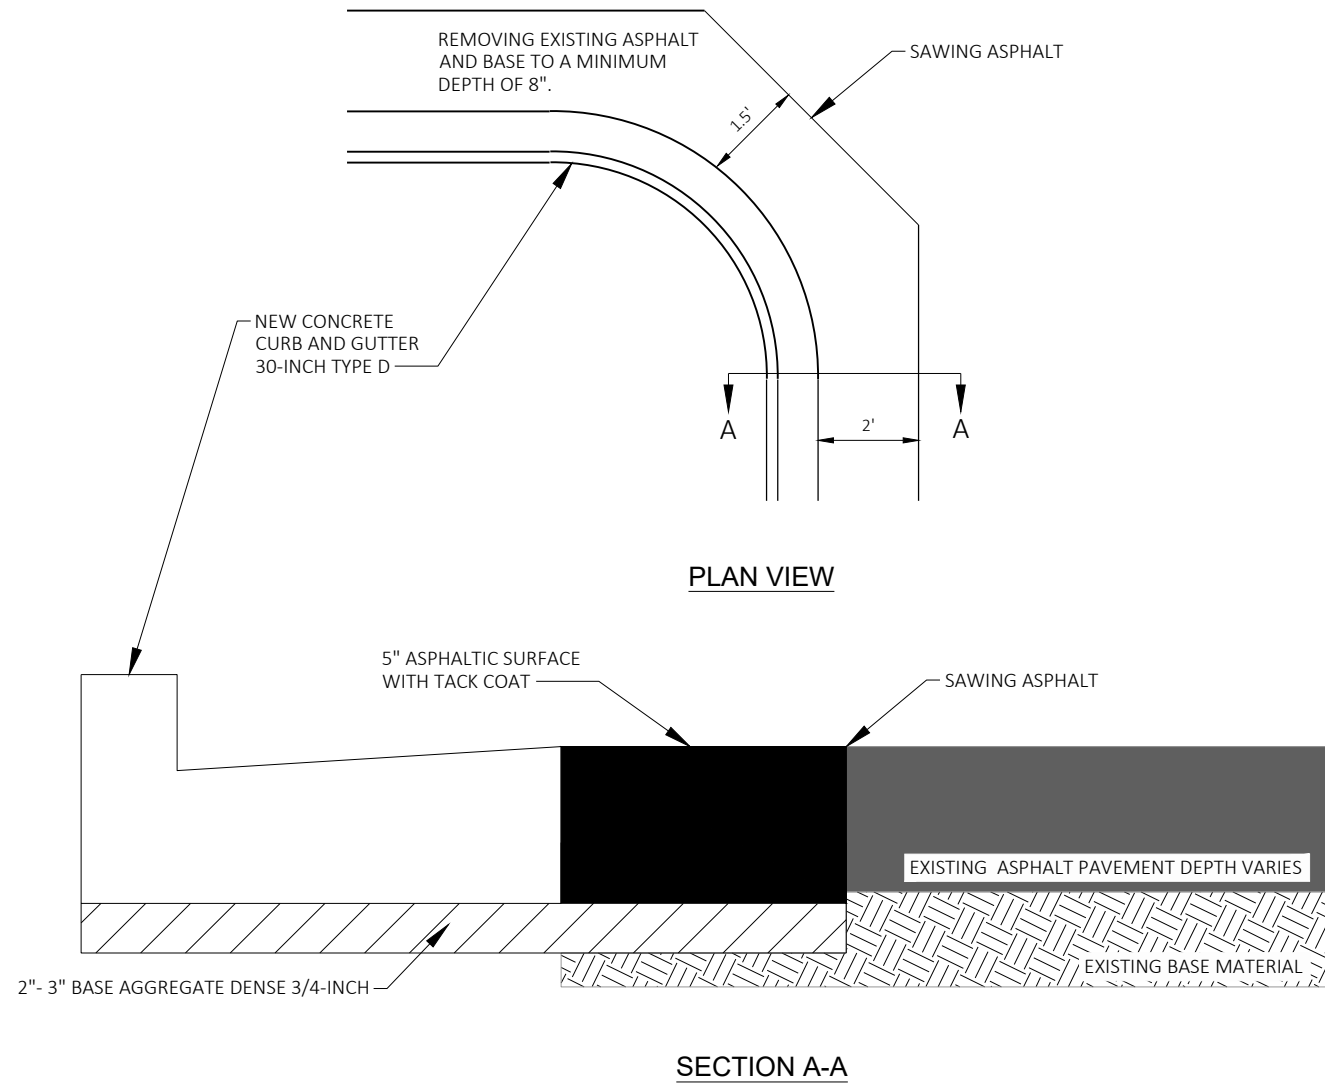 REMOVING EXISTING ASPHALT
AND BASE TO A MINIMUM
DEPTH OF 8".
SAWING ASPHALT
1.5'
NEW CONCRETE
CURB AND GUTTER
30-INCH TYPE D
A
2'
A
PLAN VIEW
5" ASPHALTIC SURFACE
WITH TACK COAT
SAWING ASPHALT
EXISTING  ASPHALT PAVEMENT DEPTH VARIES
EXISTING BASE MATERIAL
2"- 3" BASE AGGREGATE DENSE 3/4-INCH
SECTION A-A